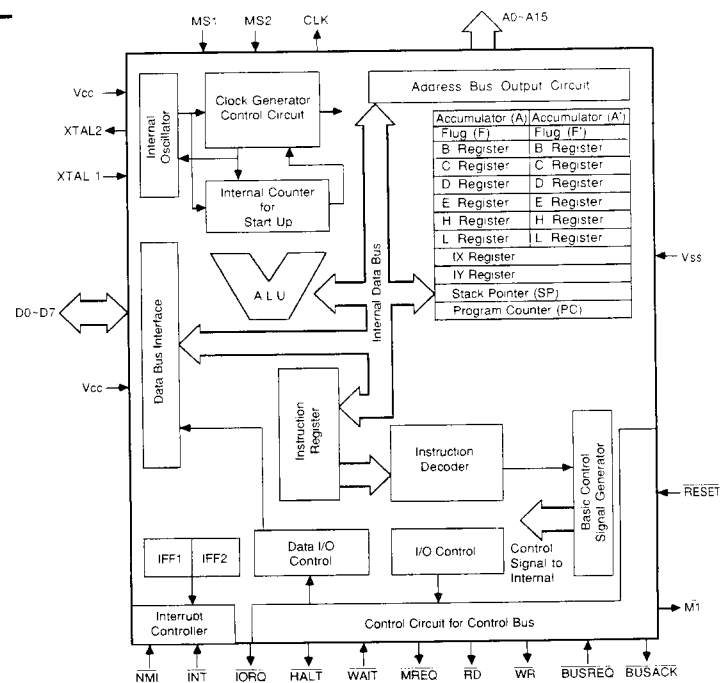 MS1 MS2 CLK A0~A15
Vcc
XTAL2
XTAL 1
Internal
Oscillator
Clock Generator
Control Circuit
Internal Counter
for
Start Up
Address Bus Output Circuit
Accumulator (A) Accumulator (A')
Flug (F) Flug (F')
B Register B Register
C Register C Register
D Register D Register
E Register E Register
H Register H Register
L Register L Register
IX Register
IY Register
Stack Pointer (SP)
Program Counter (PC)
Vss
ALU
Internal Data Bus
D0~D7
Data Bus Interface
Vcc
Instruction
Register
Instruction
Decoder
Basic Control
Signal Generator
RESET
IFF1 IFF2
Data I/O
Control
I/O Control
Control
Signal to
Internal
Interrupt
Controller
Control Circuit for Control Bus
M1
NMI INT IORQ HALT WAIT MREQ RD WR BUSREQ BUSACK